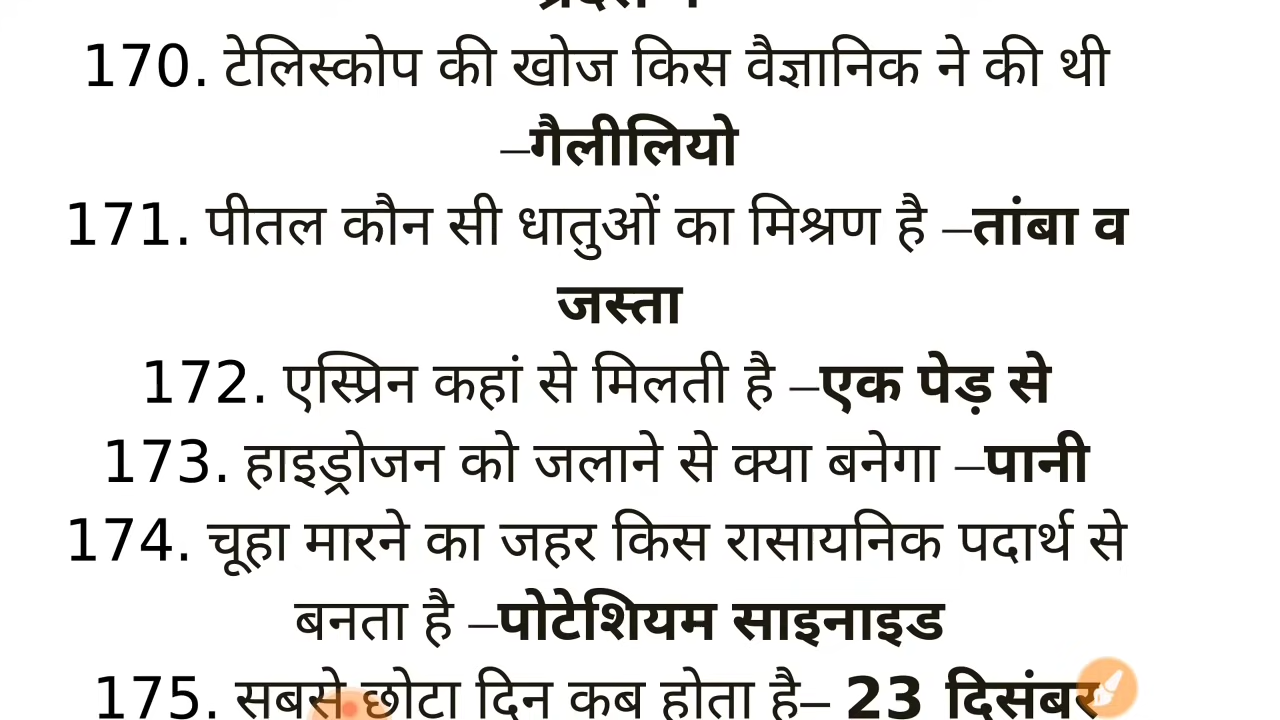 170. टेलिस्कोप की खोज किस वैज्ञानिक ने की थी
–गैलीलियो
171. पीतल कौन सी धातुओं का मिश्रण है –तांबा व
जस्ता
172. एस्प्रिन कहां से मिलती है –एक पेड़ से
173. हाइड्रोजन को जलाने से क्या बनेगा –पानी
174. चूहा मारने का जहर किस रासायनिक पदार्थ से
बनता है –पोटेशियम साइनाइड
175. सबसे छोटा दिन कब होता है– 23 दिसंबर